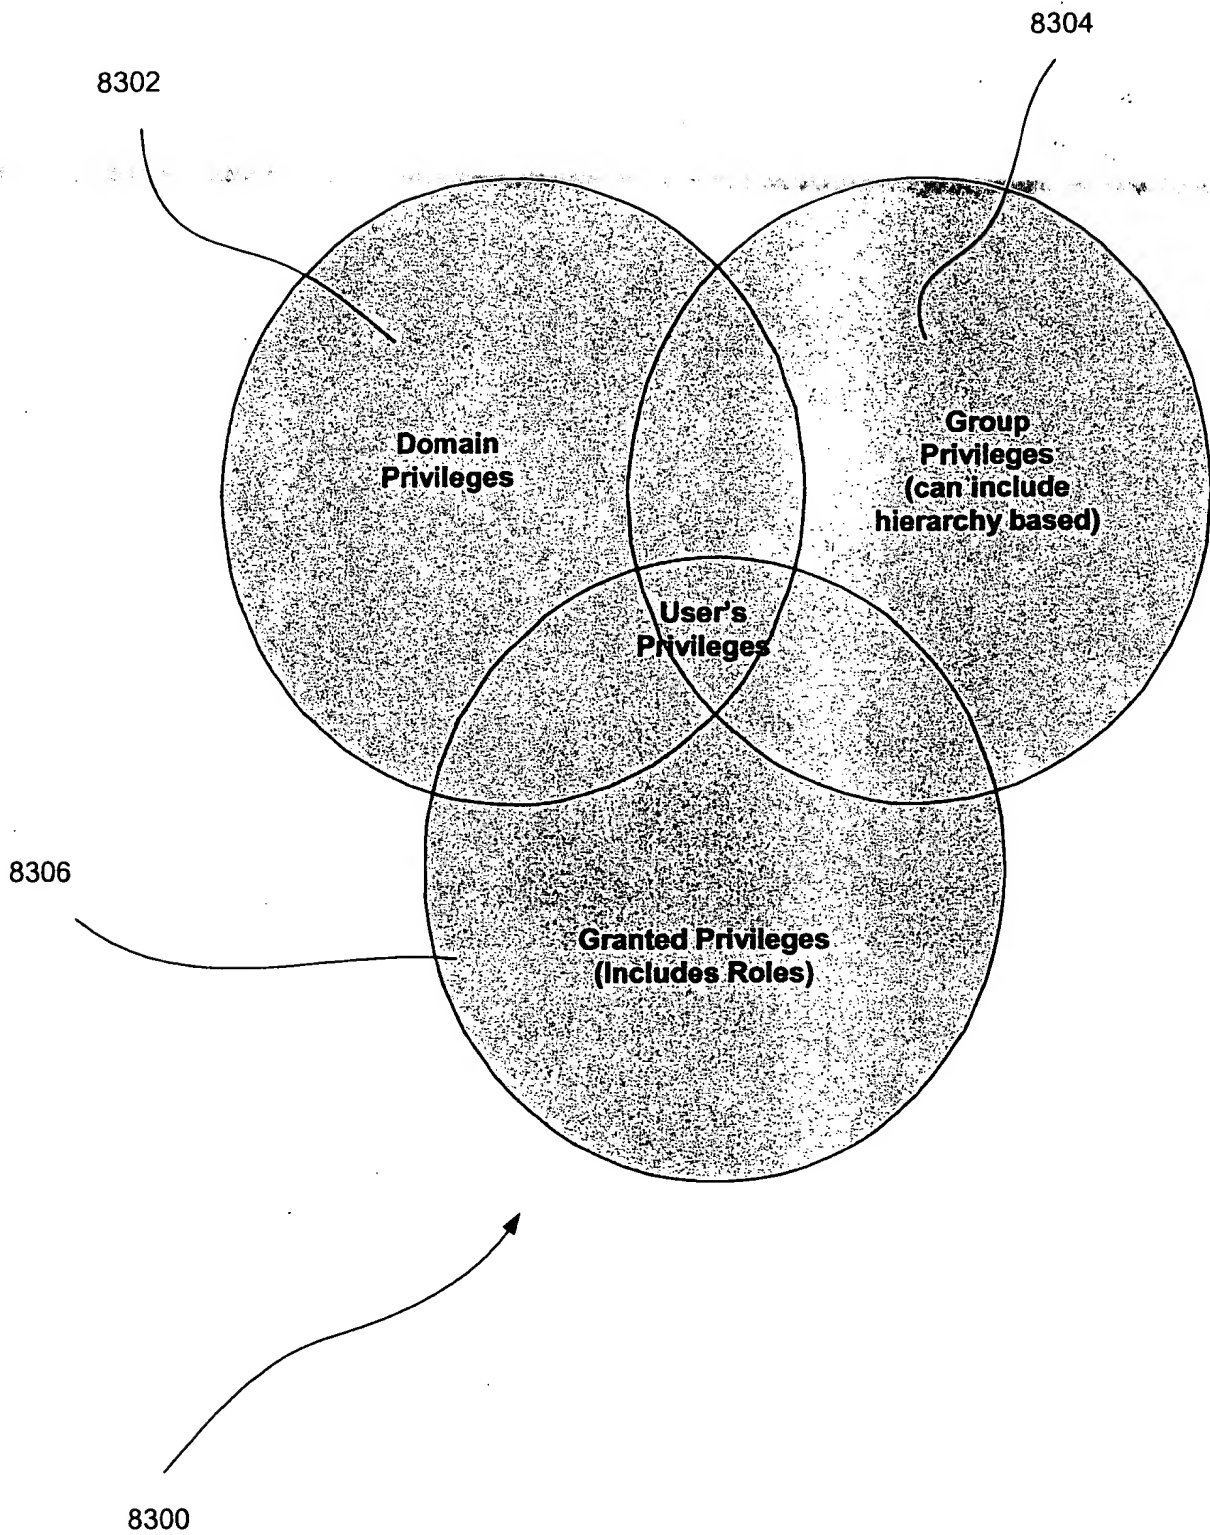 8304
8302
Domain
Privileges
Group
Privileges
(can include
hierarchy based)
User's
Privileges
8306
Granted Privileges
(Includes Roles)
8300